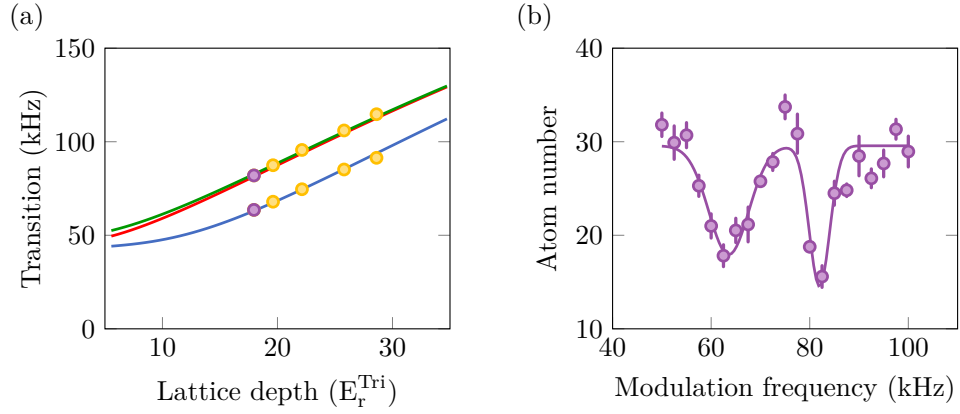 (a)
150
100
50
0
10 20 30
Transition (kHz)
Lattice depth (E_r^Tri)
(b)
40
30
20
10
40 60 80 100
Atom number
Modulation frequency (kHz)